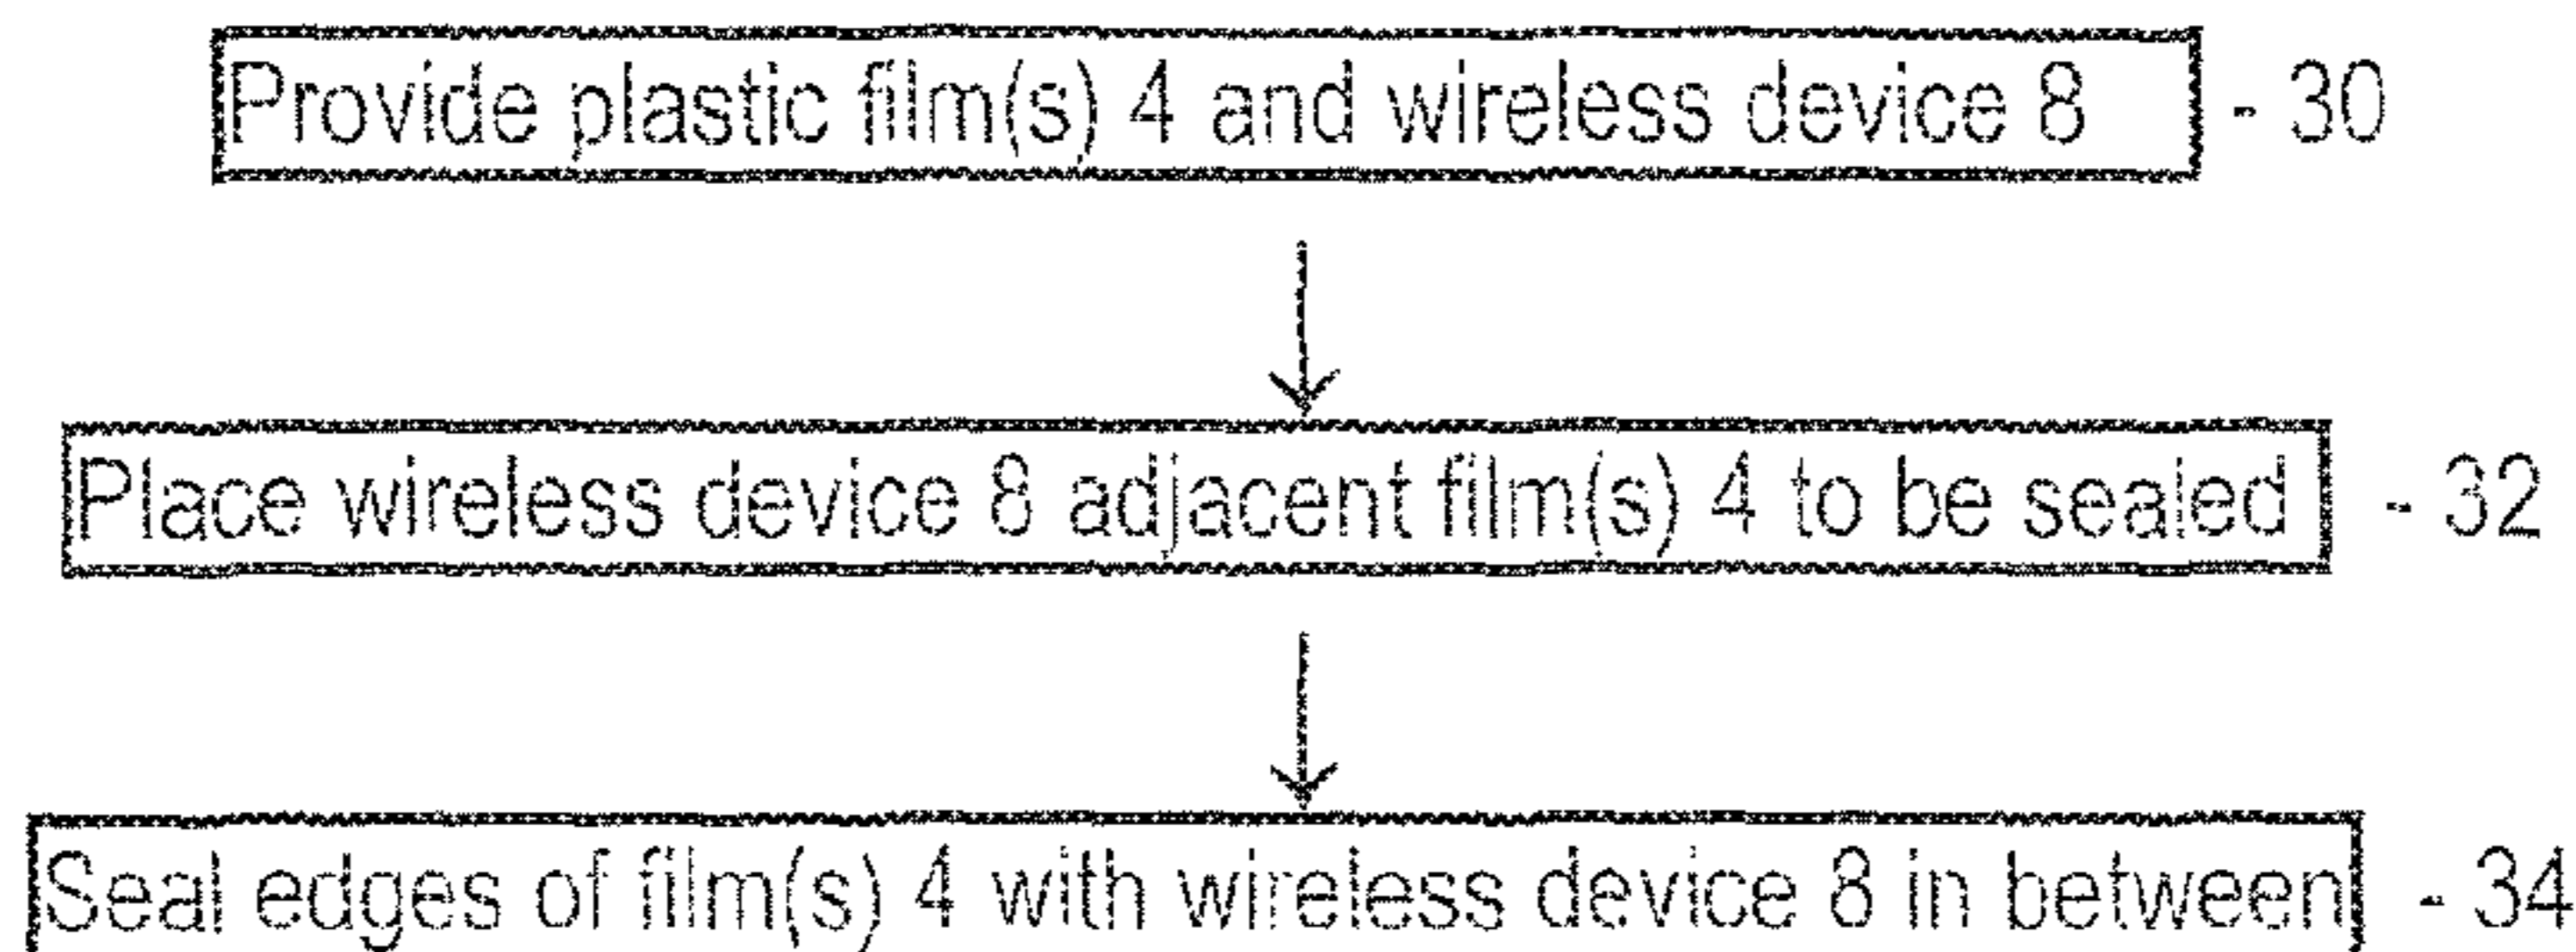 Provide plastic film(s) 4 and wireless device 8 - 30
Place wireless device 8 adjacent film(s) 4 to be sealed - 32
Seal edges of film(s) 4 with wireless device 8 in between - 34